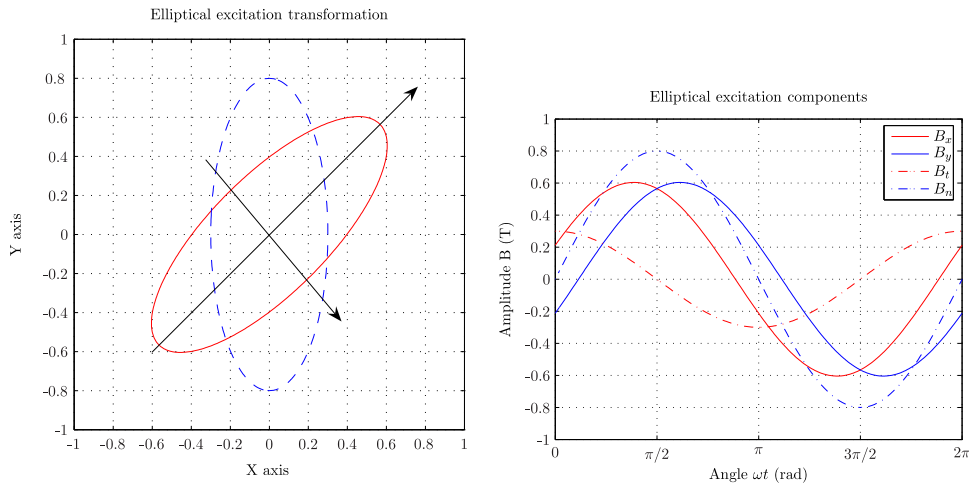 Elliptical excitation transformation
1
0.8
0.6
0.4
0.2
0
-0.2
-0.4
-0.6
-0.8
-1
-1 -0.8 -0.6 -0.4 -0.2 0 0.2 0.4 0.6 0.8 1
X axis
Y axis
Elliptical excitation components
1
0.8
0.6
0.4
0.2
0
-0.2
-0.4
-0.6
-0.8
-1
0 π/2 π 3π/2 2π
Angle ωt (rad)
Amplitude B (T)
B_x
B_y
B_t
B_n